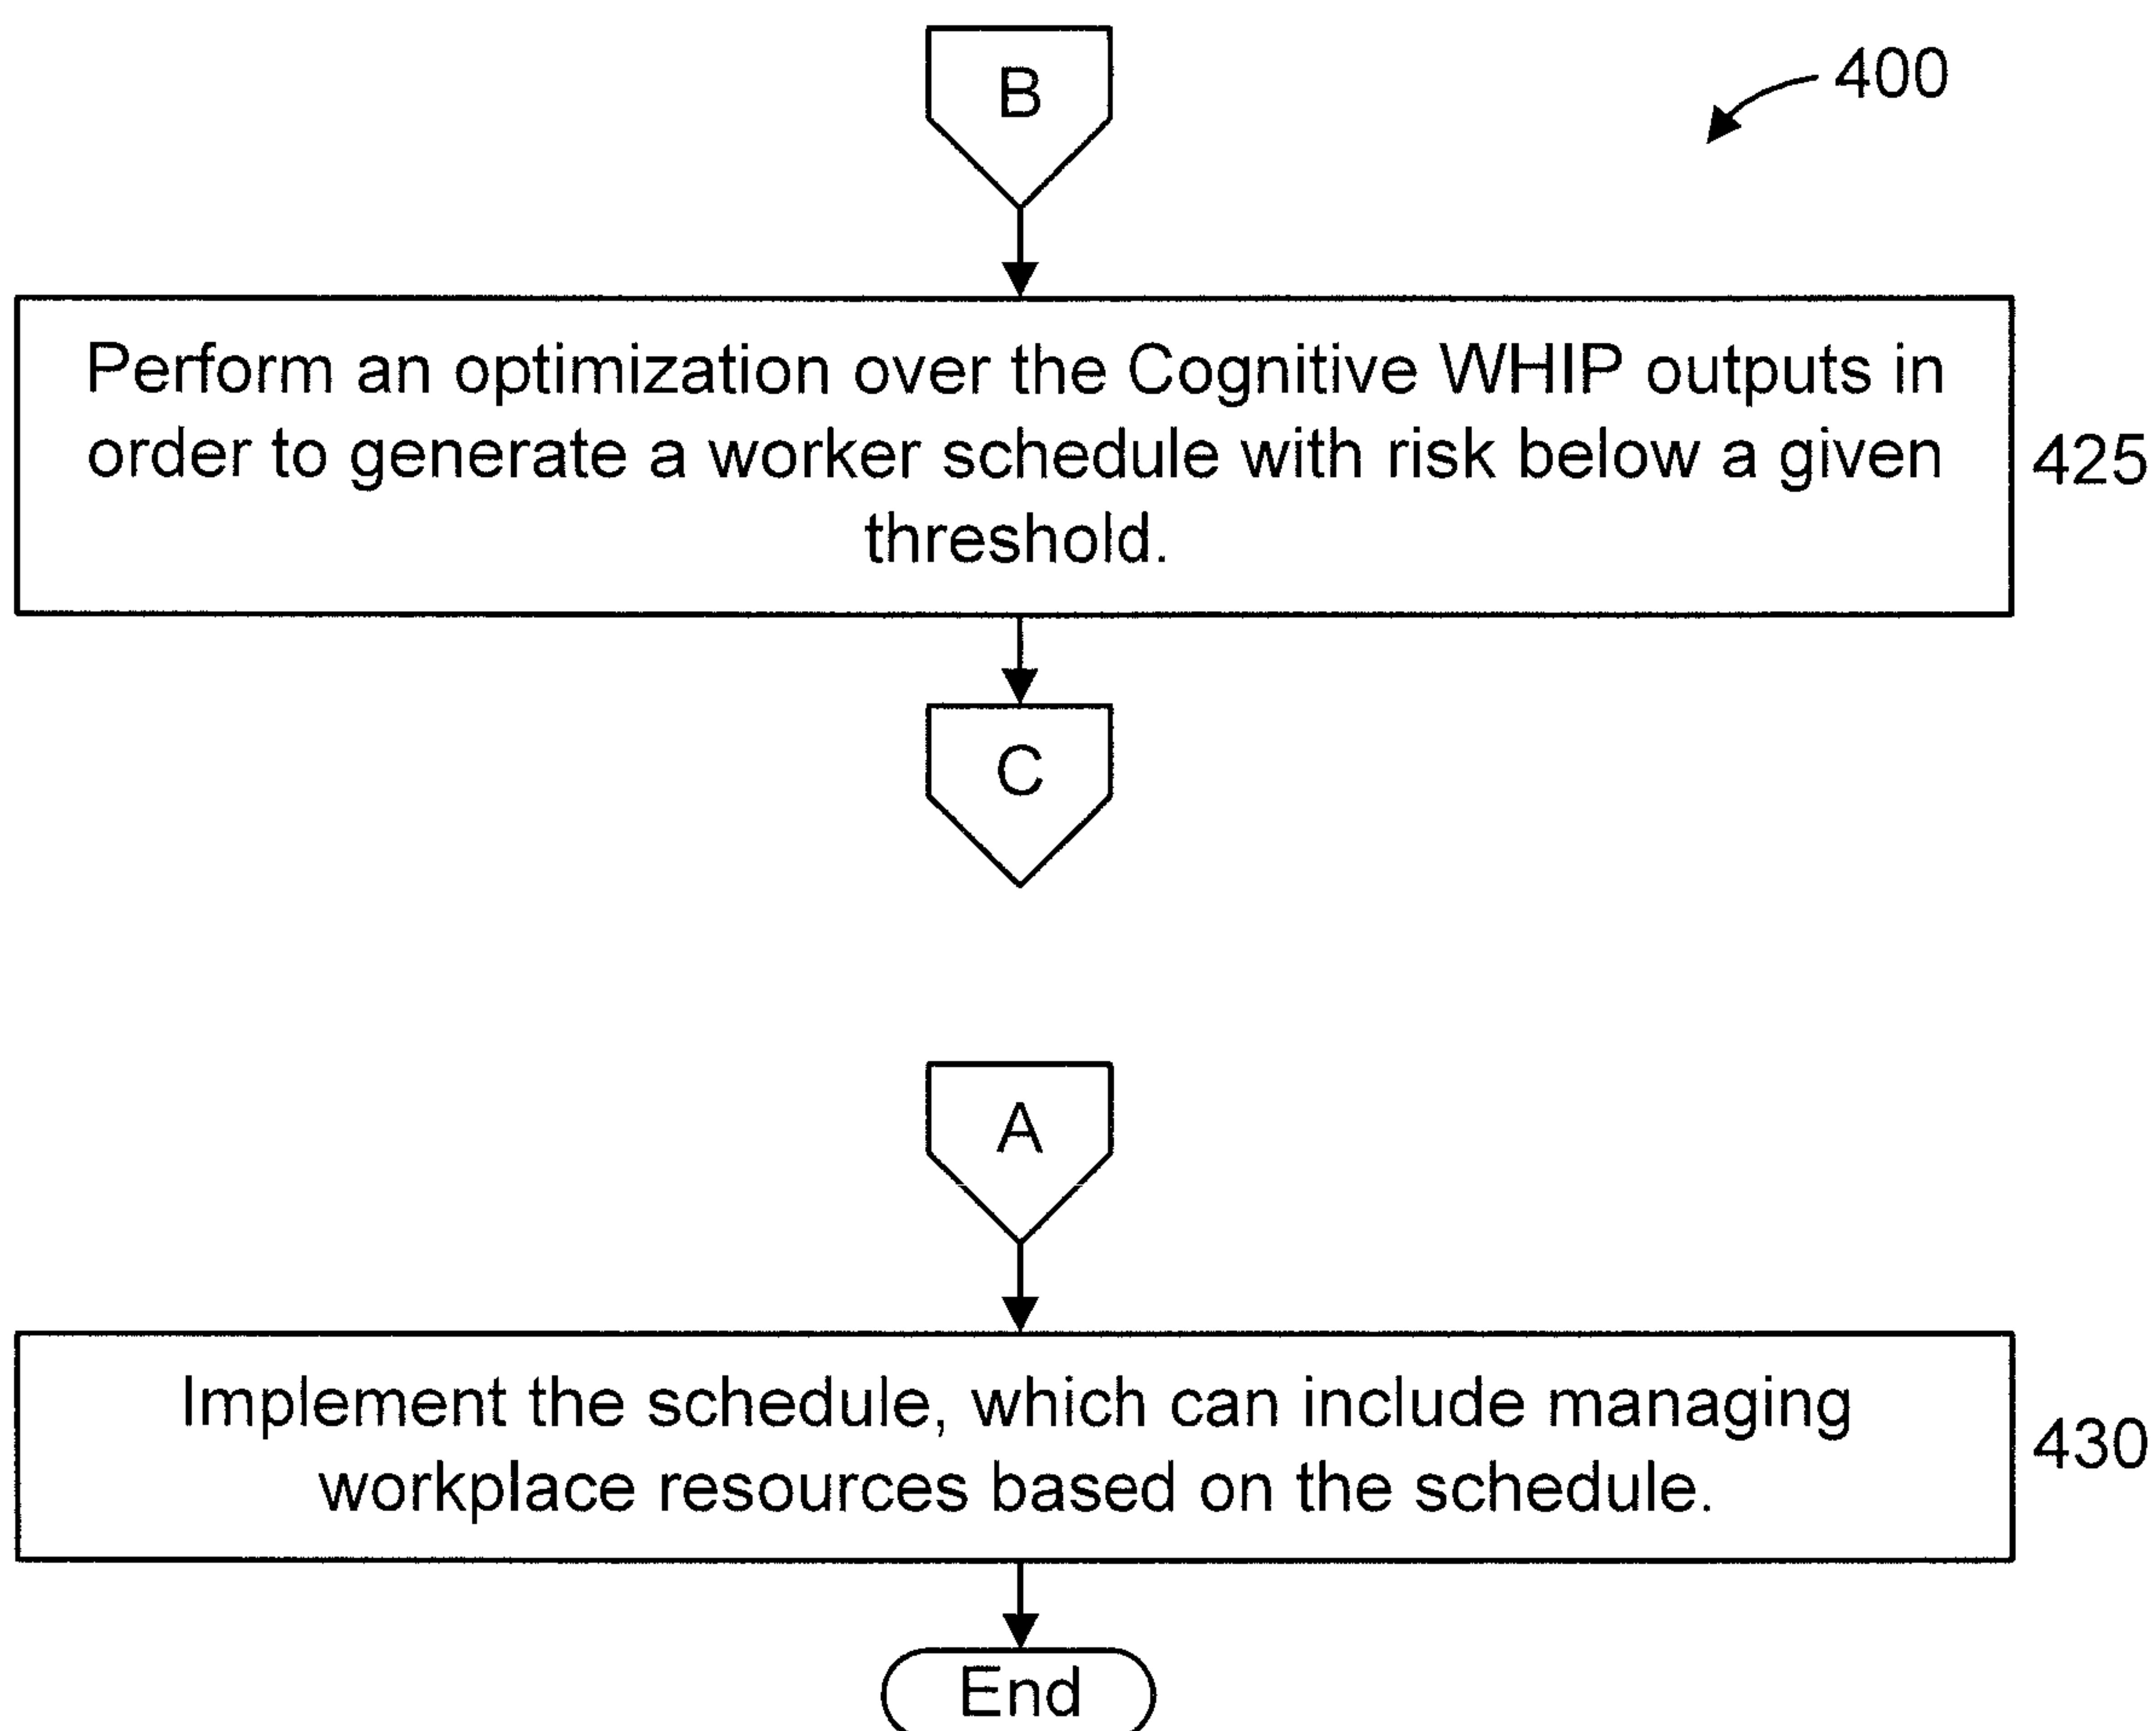 B
400
Perform an optimization over the Cognitive WHIP outputs in
order to generate a worker schedule with risk below a given
threshold.
425
C
A
Implement the schedule, which can include managing
workplace resources based on the schedule.
430
End